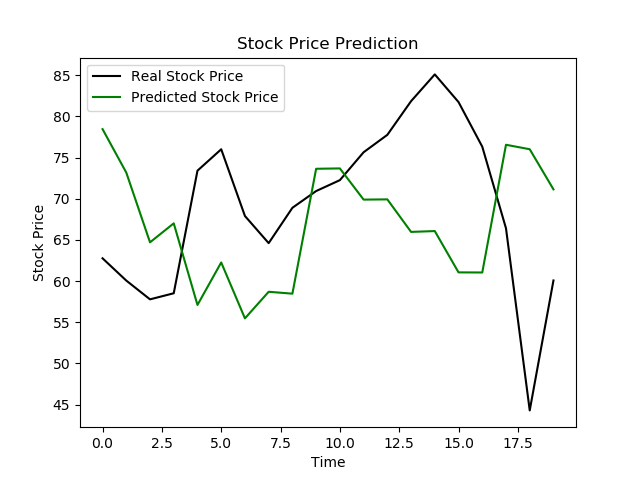 Stock Price Prediction
Real Stock Price
Predicted Stock Price
Stock Price
85
80
75
70
65
60
55
50
45
0.0 2.5 5.0 7.5 10.0 12.5 15.0 17.5
Time